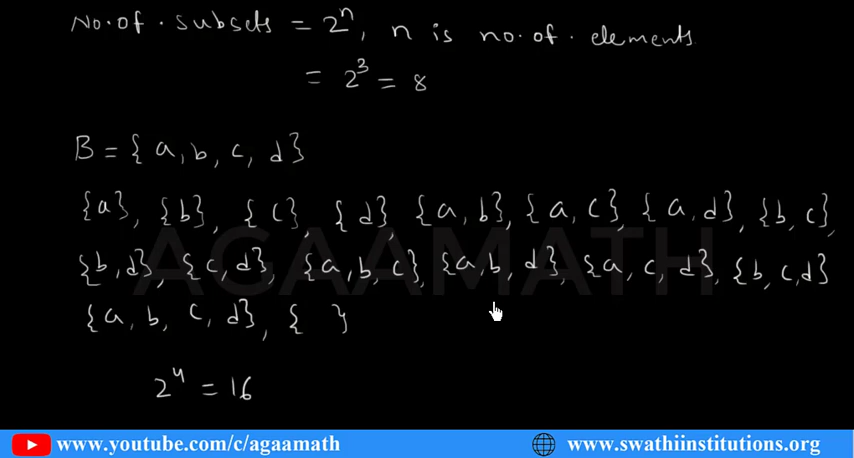 No. of. subsets = 2ⁿ, n is no. of. elements
= 2³ = 8
B = { a, b, c, d }
{a}, {b}, { c}, { d}, { a, b}, { a, c}, { a, d}, {b, c},
{b, d}, { c, d}, { a, b, c}, {a, b, d}, {a, c, d}, {b, c, d}
{ a, b, c, d}, { }
AGAAMATH
2⁴ = 16
www.youtube.com/c/agaamath www.swathiinstitutions.org